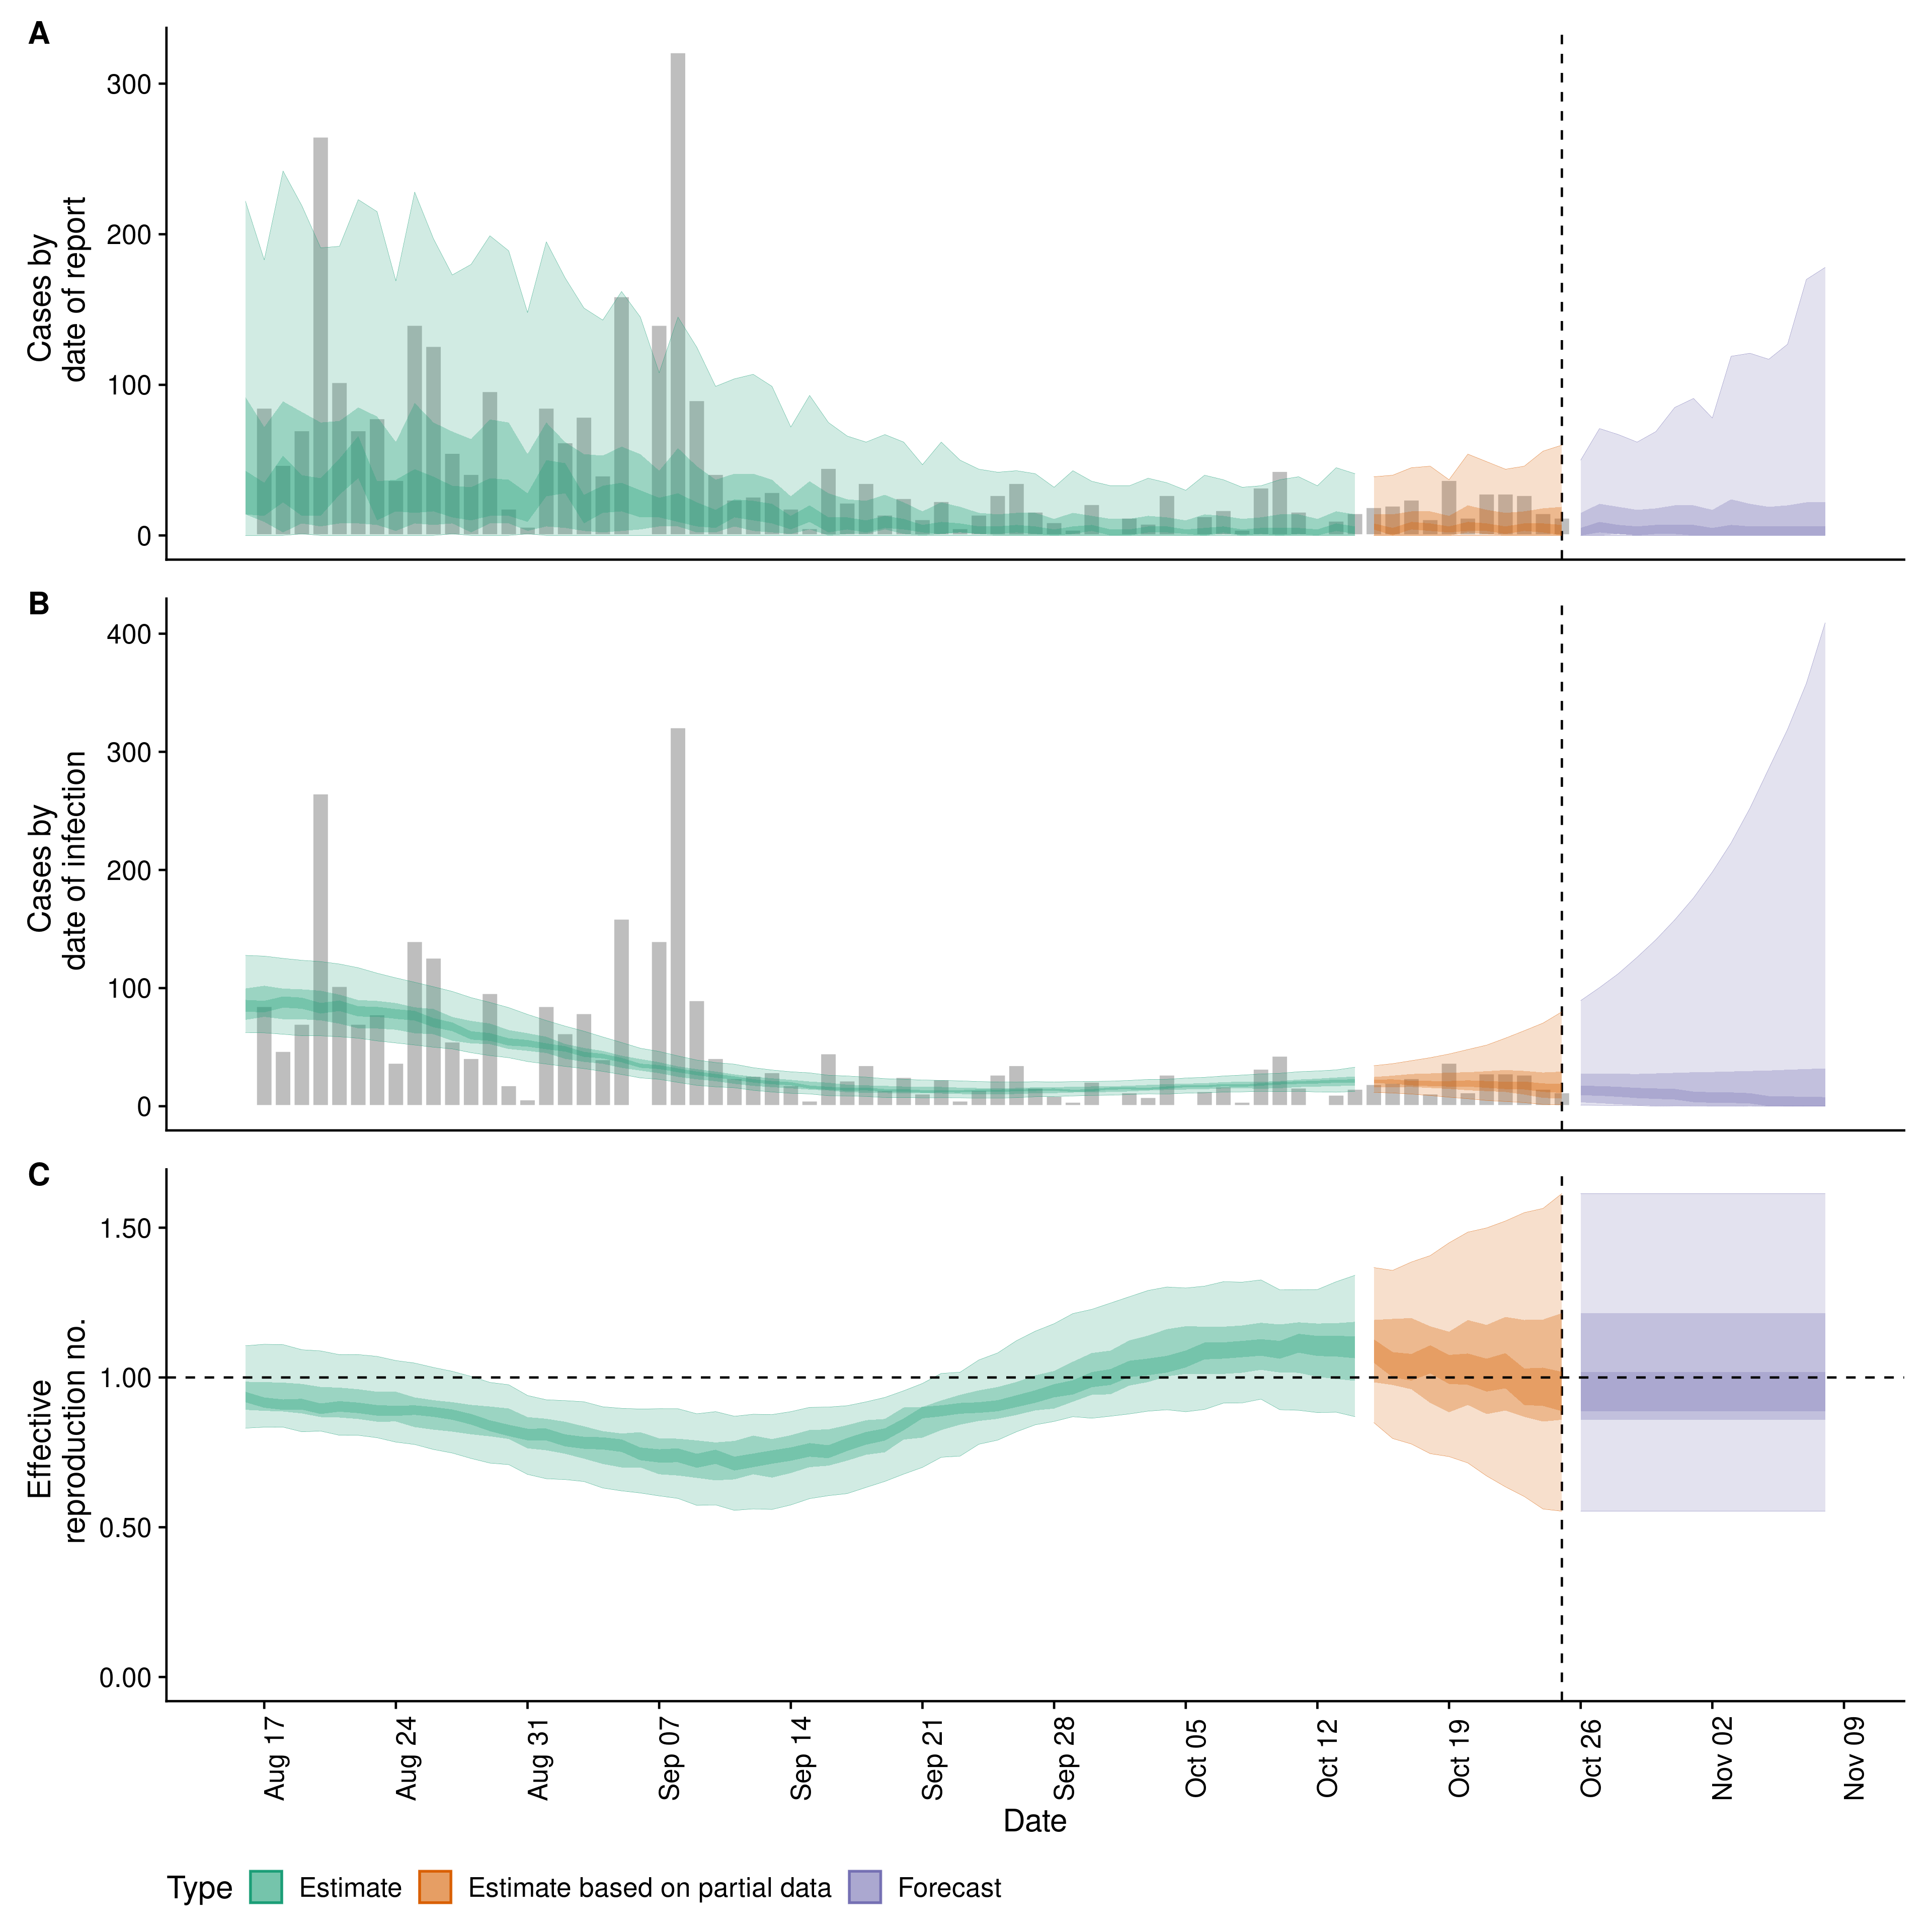 A
Cases by
date of report
300
200
100
0
B
Cases by
date of infection
400
300
200
100
0
C
Effective
reproduction no.
1.50
1.00
0.50
0.00
Aug 17
Aug 24
Aug 31
Sep 07
Sep 14
Sep 21
Sep 28
Oct 05
Oct 12
Oct 19
Oct 26
Nov 02
Nov 09
Date
Type Estimate Estimate based on partial data Forecast